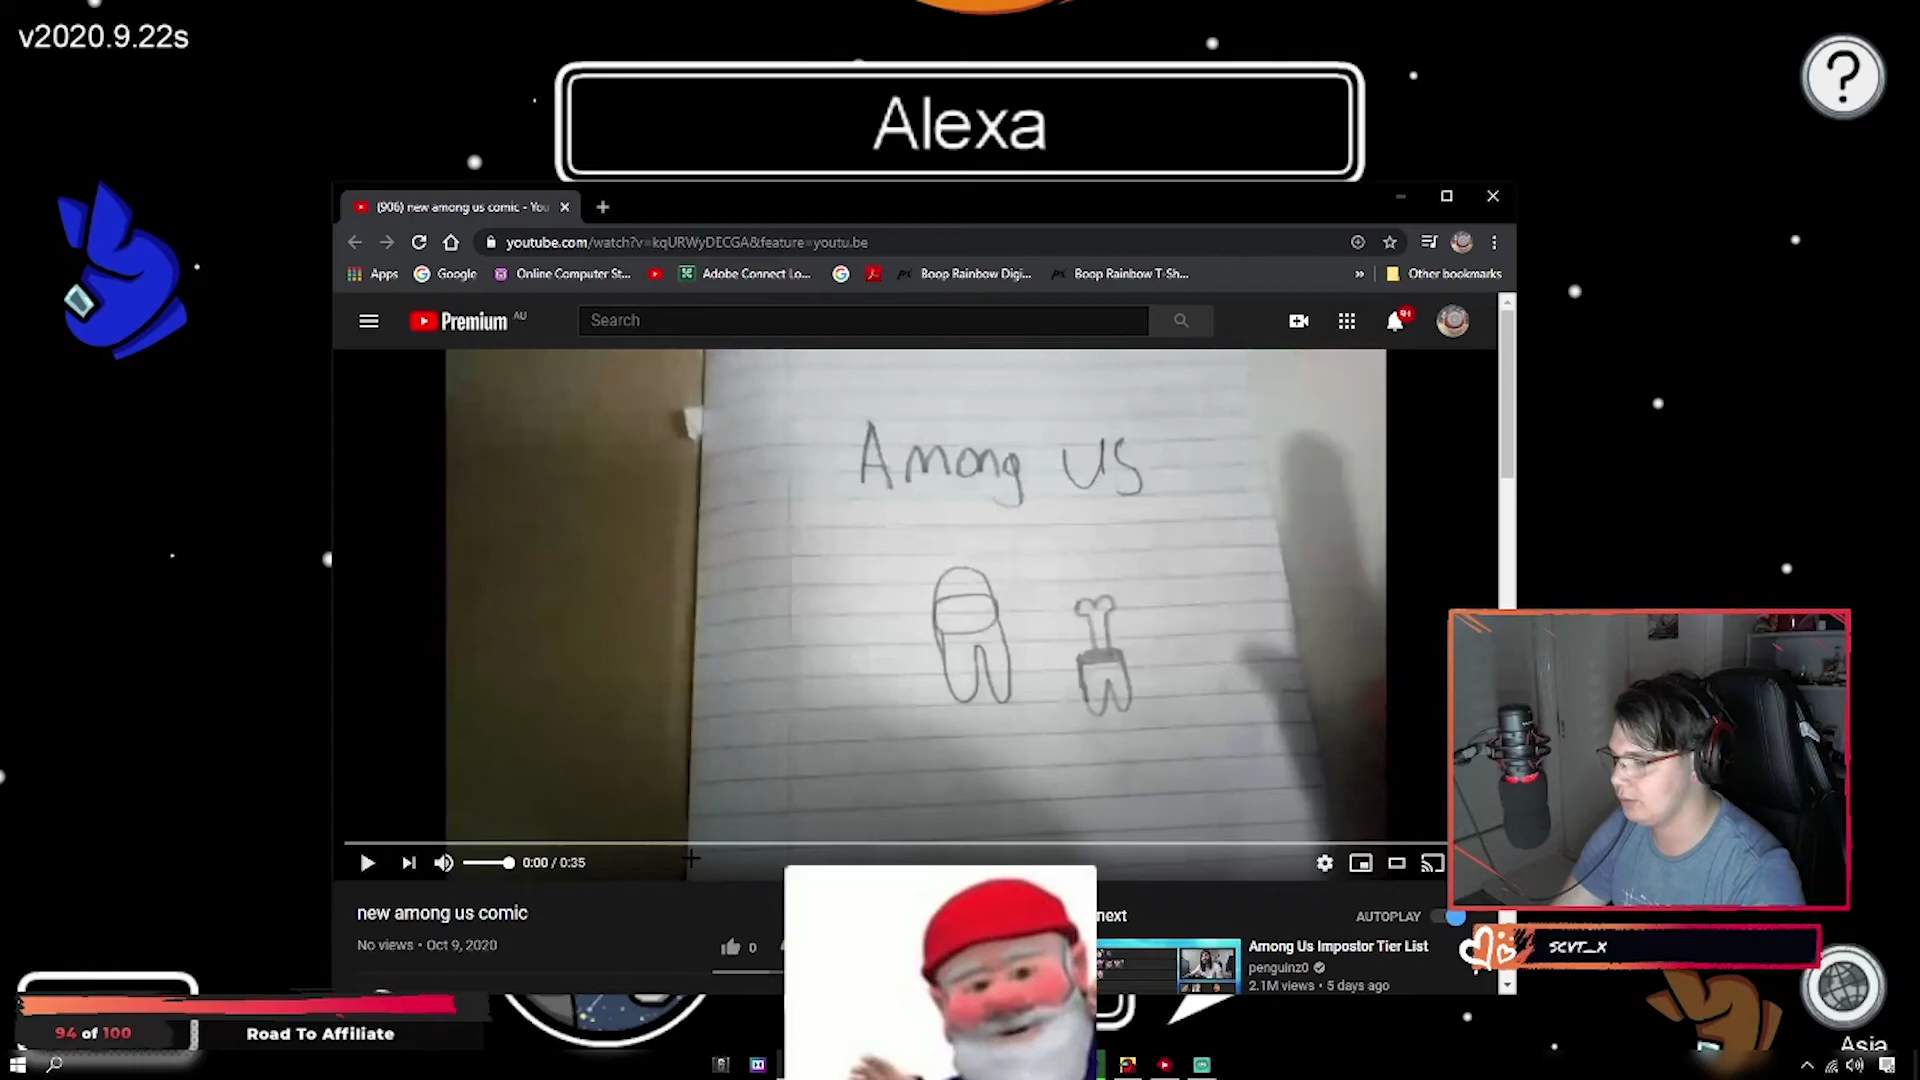 v2020.9.22s
Alexa
(906) new among us comic - You
youtube.com/watch?v=kqURWyDECGA&feature=youtu.be
Apps
Google
Online Computer St...
Adobe Connect Lo...
Boop Rainbow Digi...
Boop Rainbow T-Sh...
»
Other bookmarks
Premium AU
Search
Among Us
0:00 / 0:35
new among us comic
No views • Oct 9, 2020
0
next
AUTOPLAY
Among Us Impostor Tier List
penguinz0
2.1M views • 5 days ago
SCVT_X
94 of 100
Road To Affiliate
Asia